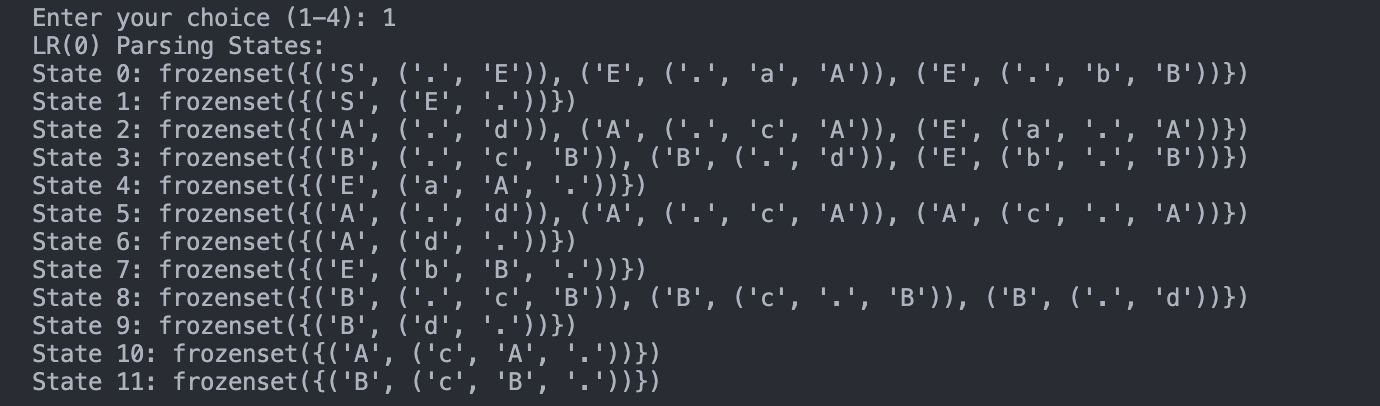 Enter your choice (1-4): 1
LR(0) Parsing States:
State 0: frozenset({('S', ('.', 'E')), ('E', ('.', 'a', 'A')), ('E', ('.', 'b', 'B'))})
State 1: frozenset({('S', ('E', '.'))})
State 2: frozenset({('A', ('.', 'd')), ('A', ('.', 'c', 'A')), ('E', ('a', '.', 'A'))})
State 3: frozenset({('B', ('.', 'c', 'B')), ('B', ('.', 'd')), ('E', ('b', '.', 'B'))})
State 4: frozenset({('E', ('a', 'A', '.'))})
State 5: frozenset({('A', ('.', 'd')), ('A', ('.', 'c', 'A')), ('A', ('c', '.', 'A'))})
State 6: frozenset({('A', ('d', '.'))})
State 7: frozenset({('E', ('b', 'B', '.'))})
State 8: frozenset({('B', ('.', 'c', 'B')), ('B', ('c', '.', 'B')), ('B', ('.', 'd'))})
State 9: frozenset({('B', ('d', '.'))})
State 10: frozenset({('A', ('c', 'A', '.'))})
State 11: frozenset({('B', ('c', 'B', '.'))})